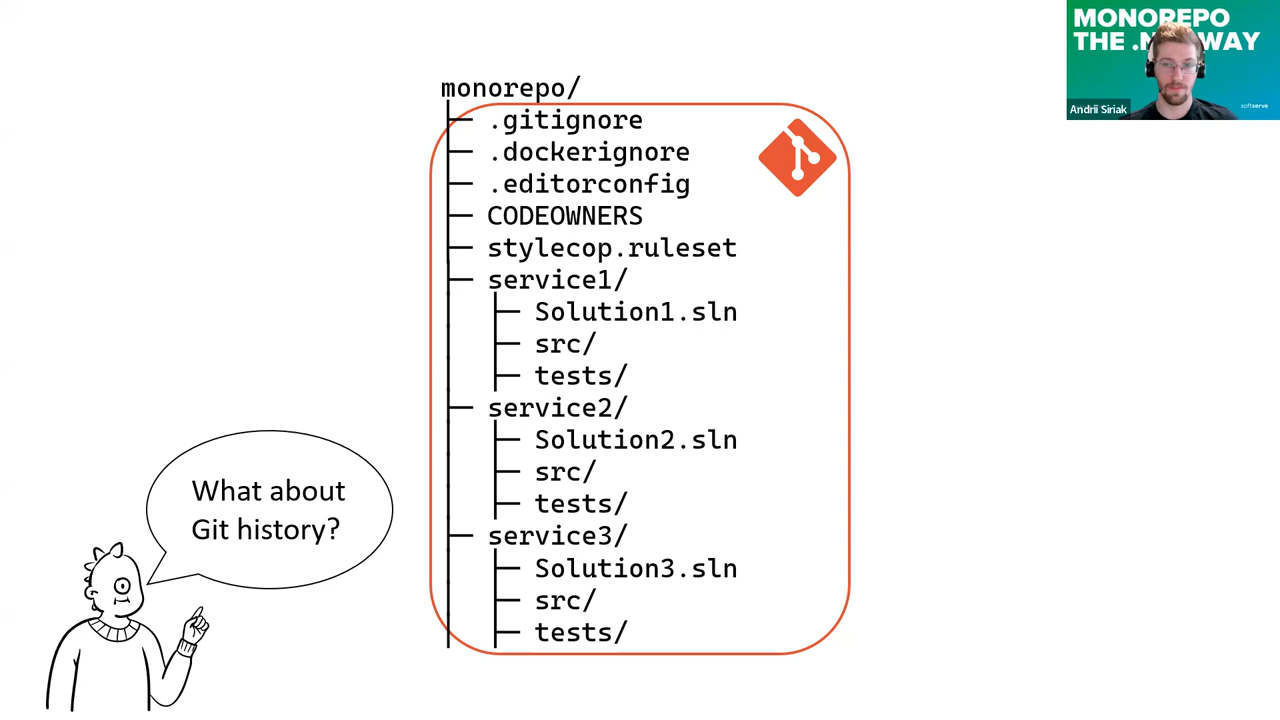 MONOREPO
THE .N WAY
Andrii Siriak
softserve
monorepo/
.gitignore
.dockerignore
.editorconfig
CODEOWNERS
stylecop.ruleset
service1/
Solution1.sln
src/
tests/
service2/
Solution2.sln
src/
tests/
service3/
Solution3.sln
src/
tests/
What about
Git history?